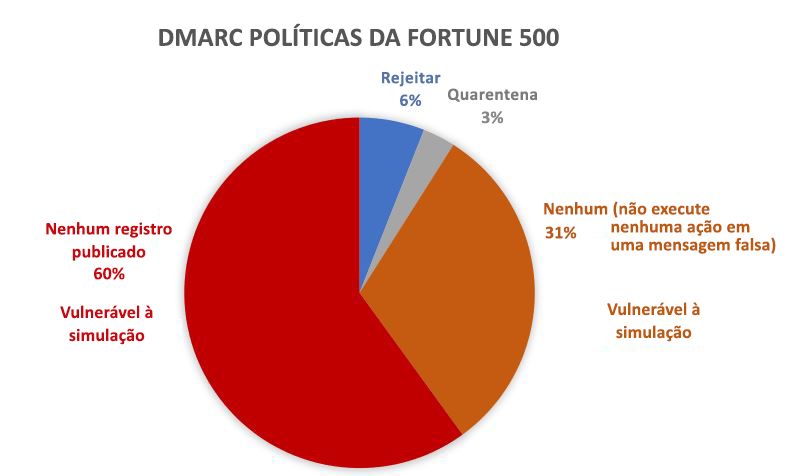 DMARC POLÍTICAS DA FORTUNE 500
Rejeitar
6%
Quarentena
3%
Nenhum (não execute
31% nenhuma ação em
uma mensagem falsa)
Vulnerável à
simulação
Nenhum registro
publicado
60%
Vulnerável à
simulação